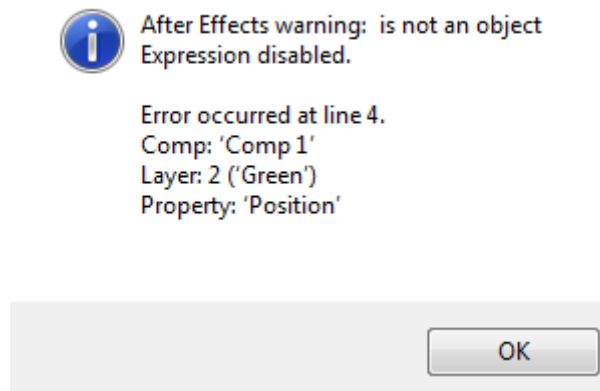 After Effects warning:  is not an object
Expression disabled.
Error occurred at line 4.
Comp: ‘Comp 1’
Layer: 2 (‘Green’)
Property: ‘Position’
OK